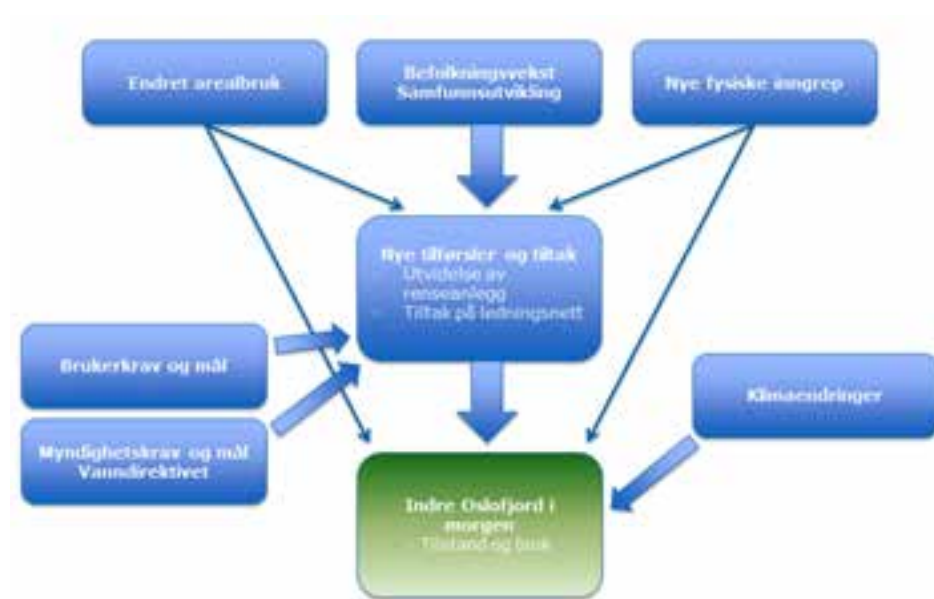 Endret arealbruk
Befolkningsvekst
Samfunnsutvikling
Nye fysiske inngrep
Nye tilførsler og tiltak
- Utvidelse av
renseanlegg
- Tiltak på ledningsnett
Brukerkrav og mål
Myndighetskrav og mål
Vanndirektivet
Klimaendringer
Indre Oslofjord i
morgen
- Tilstand og bruk